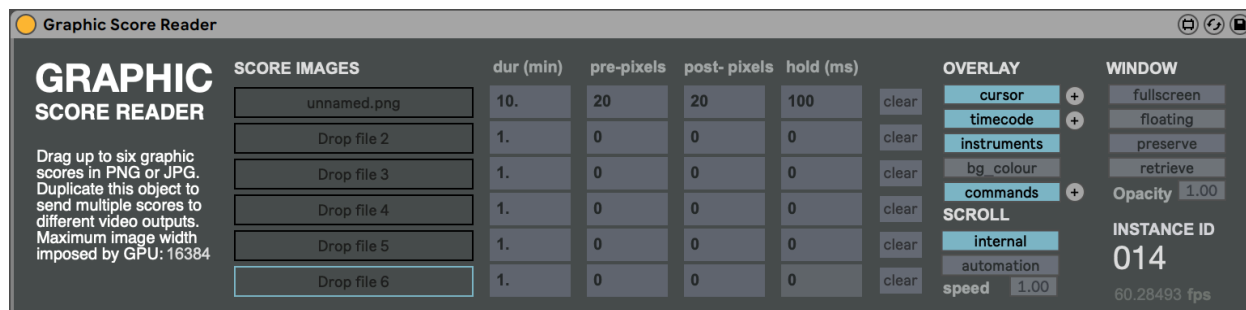 Graphic Score Reader
GRAPHIC
SCORE READER
Drag up to six graphic
scores in PNG or JPG.
Duplicate this object to
send multiple scores to
different video outputs.
Maximum image width
imposed by GPU: 16384
SCORE IMAGES dur (min) pre-pixels post- pixels hold (ms)
unnamed.png 10. 20 20 100 clear
Drop file 2 1. 0 0 0 clear
Drop file 3 1. 0 0 0 clear
Drop file 4 1. 0 0 0 clear
Drop file 5 1. 0 0 0 clear
Drop file 6 1. 0 0 0 clear
OVERLAY
cursor +
timecode +
instruments
bg_colour
commands +
SCROLL
internal
automation
speed 1.00
WINDOW
fullscreen
floating
preserve
retrieve
Opacity 1.00
INSTANCE ID
014
60.28493 fps